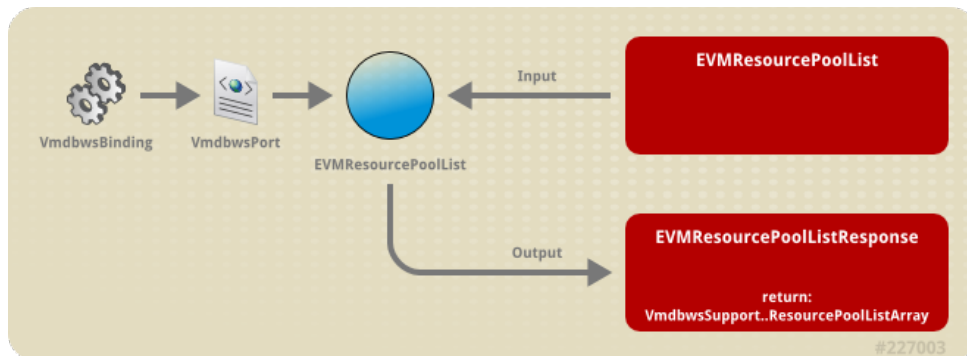 EVMResourcePoolList
Input
VmdbwsBinding
VmdbwsPort
EVMResourcePoolList
EVMResourcePoolListResponse
Output
return:
VmdbwsSupport..ResourcePoolListArray
#227003